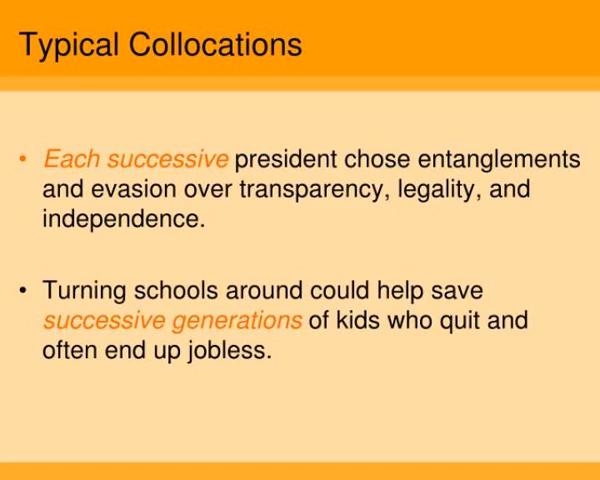 Typical Collocations
• Each successive president chose entanglements
and evasion over transparency, legality, and
independence.
• Turning schools around could help save
successive generations of kids who quit and
often end up jobless.